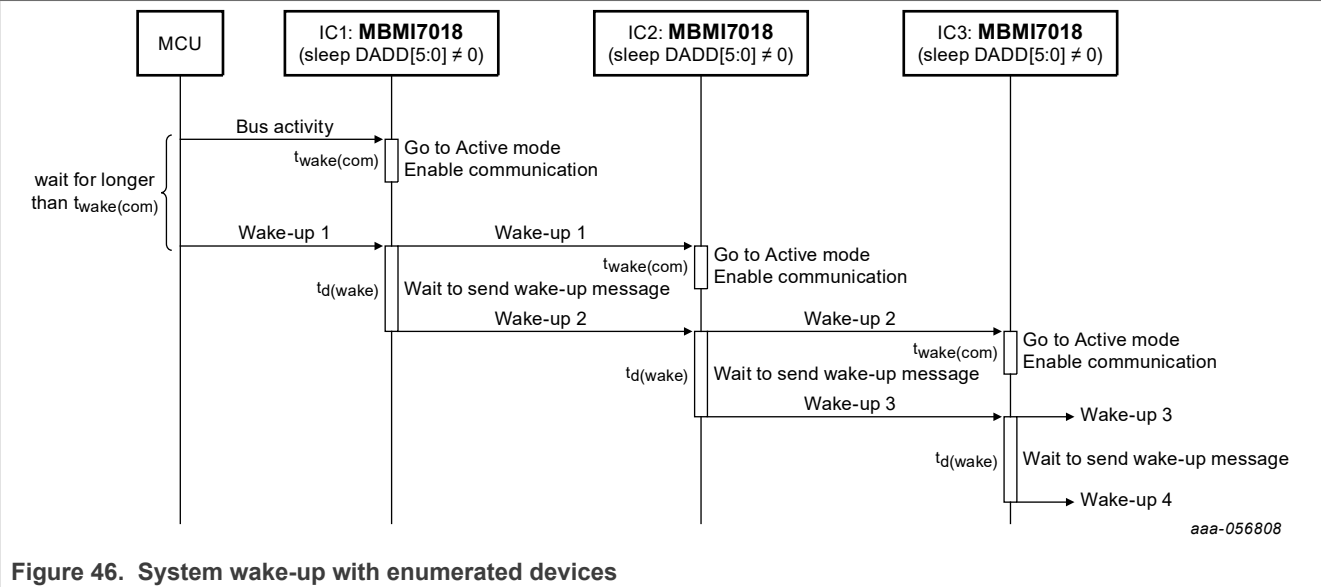 MCU
IC1: MBMI7018
(sleep DADD[5:0] ≠ 0)
IC2: MBMI7018
(sleep DADD[5:0] ≠ 0)
IC3: MBMI7018
(sleep DADD[5:0] ≠ 0)
Bus activity
twake(com)
Go to Active mode
Enable communication
wait for longer
than twake(com)
Wake-up 1
Wake-up 1
twake(com)
Go to Active mode
Enable communication
td(wake)
Wait to send wake-up message
Wake-up 2
Wake-up 2
twake(com)
Go to Active mode
Enable communication
td(wake)
Wait to send wake-up message
Wake-up 3
Wake-up 3
td(wake)
Wait to send wake-up message
Wake-up 4
aaa-056808
Figure 46. System wake-up with enumerated devices